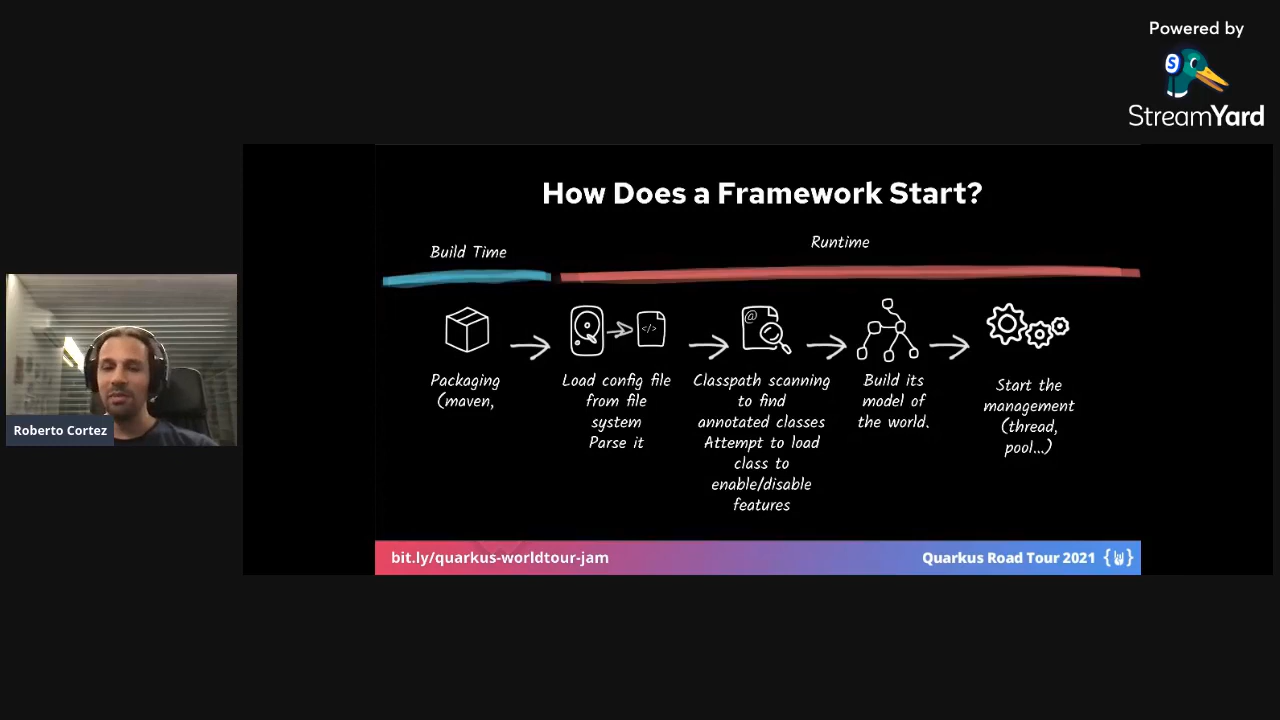 Powered by
StreamYard
How Does a Framework Start?
Build Time
Runtime
Packaging
(maven,
Load config file
from file
system
Parse it
Classpath scanning
to find
annotated classes
Attempt to load
class to
enable/disable
features
Build its
model of
the world.
Start the
management
(thread,
pool...)
Roberto Cortez
bit.ly/quarkus-worldtour-jam
Quarkus Road Tour 2021